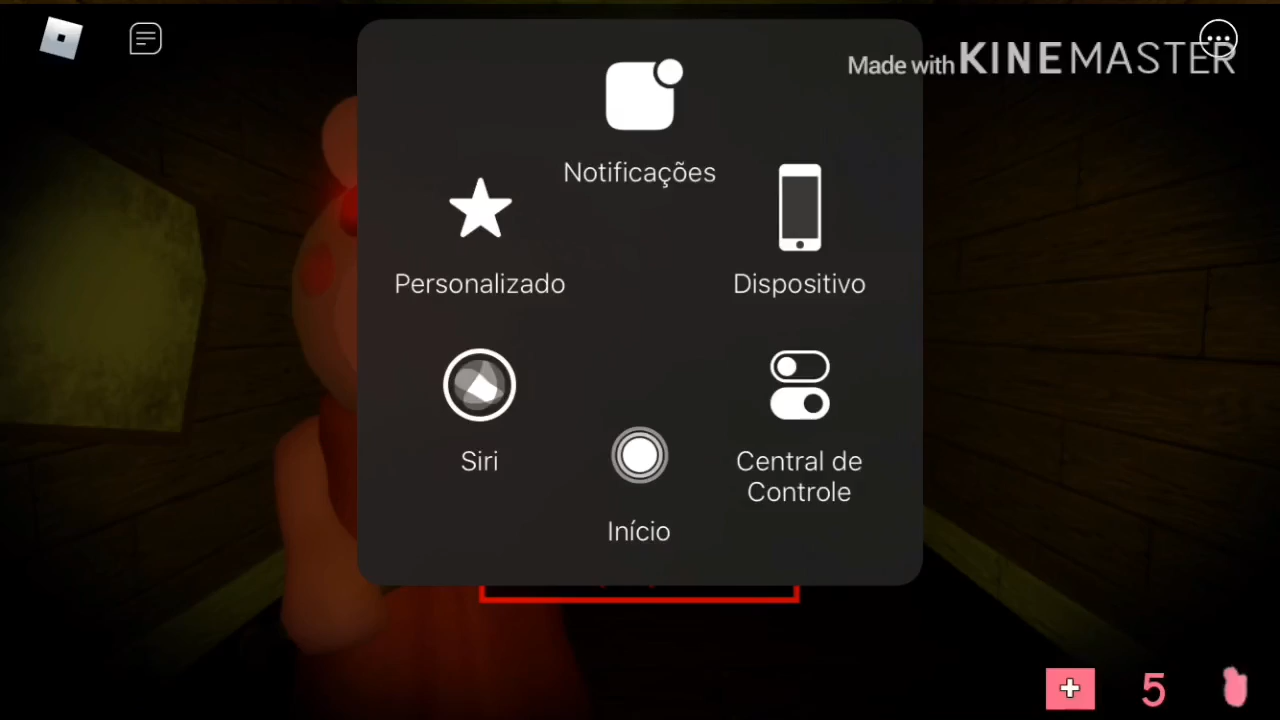 Made with KINEMASTER
Notificações
Personalizado
Dispositivo
Siri
Central de
Controle
Início
5